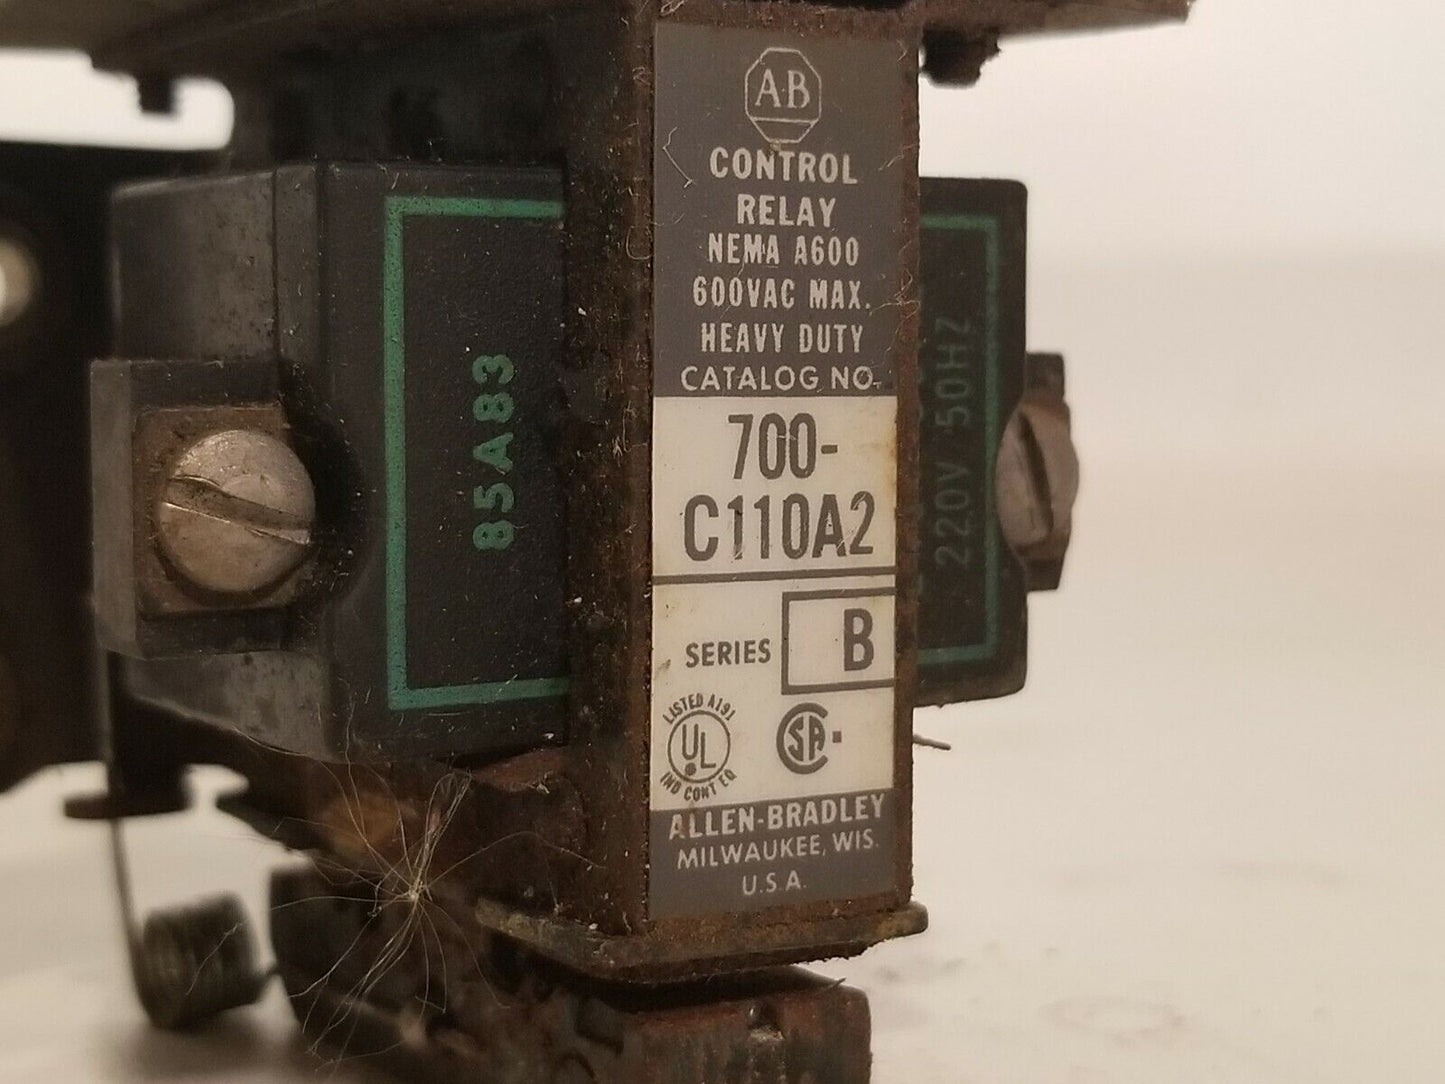 A·B
CONTROL
RELAY
NEMA A600
600VAC MAX.
HEAVY DUTY
CATALOG NO.
700-
C110A2
SERIES B
LISTED A191
UL
IND CONT EQ
SA
ALLEN-BRADLEY
MILWAUKEE, WIS.
U.S.A.
85A83
220V 50HZ